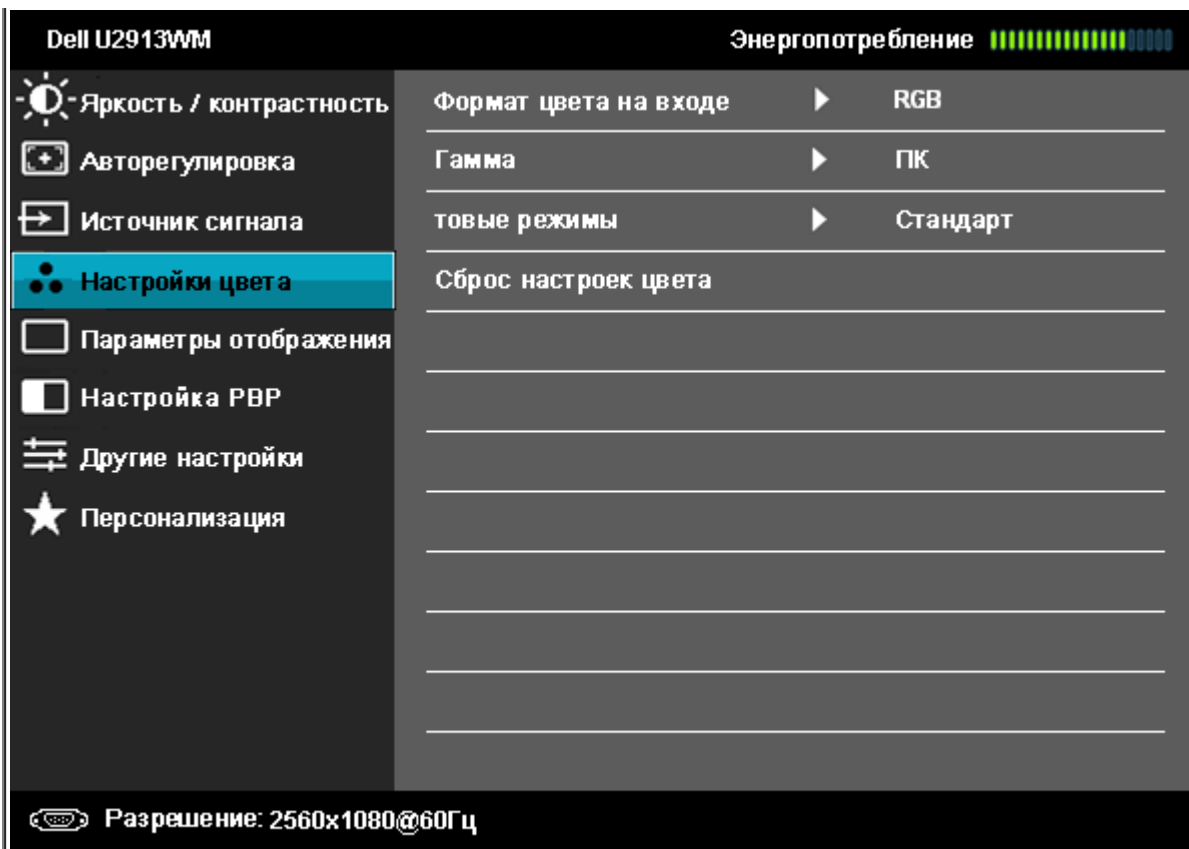 Dell U2913WM
Энергопотребление
Яркость / контрастность
Формат цвета на входе
RGB
Авторегулировка
Гамма
ПК
Источник сигнала
товые режимы
Стандарт
Настройки цвета
Сброс настроек цвета
Параметры отображения
Настройка PBP
Другие настройки
Персонализация
Разрешение: 2560x1080@60Гц